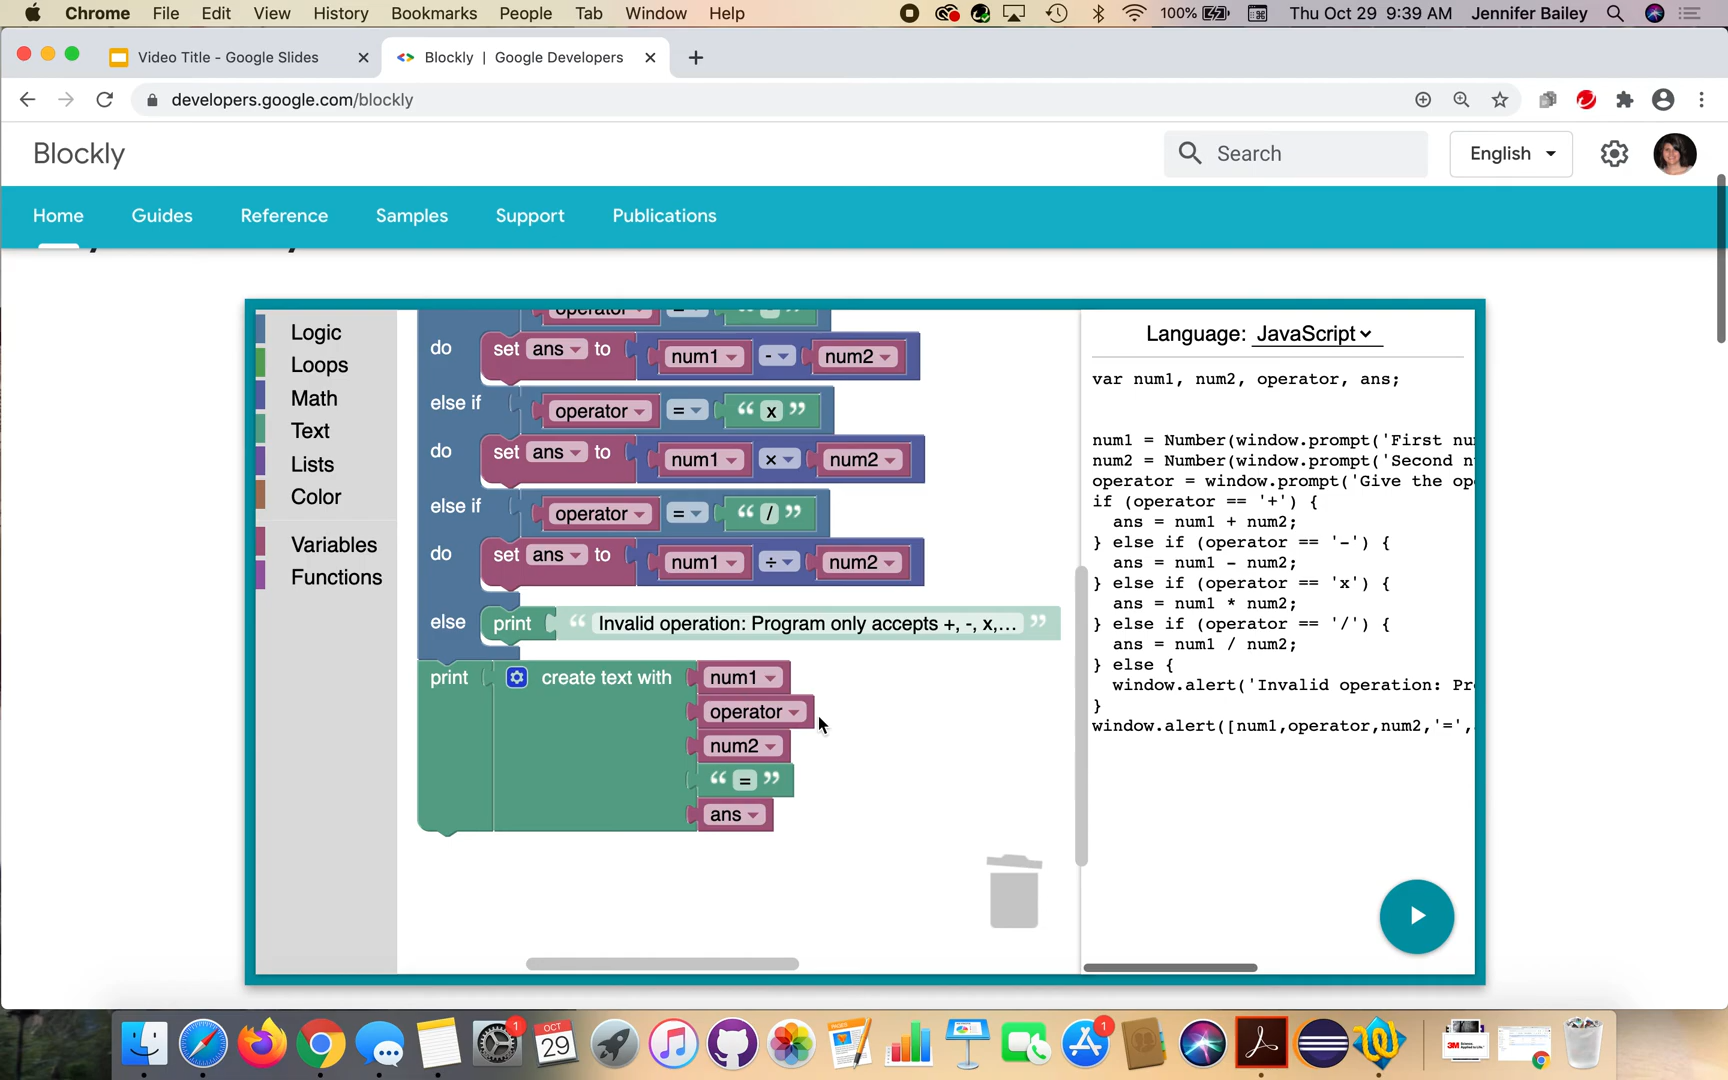 Chrome File Edit View History Bookmarks People Tab Window Help 100% Thu Oct 29 9:39 AM Jennifer Bailey
Video Title - Google Slides
Blockly | Google Developers
developers.google.com/blockly
Blockly
Search
English
Home Guides Reference Samples Support Publications
Logic
Loops
Math
Text
Lists
Color
Variables
Functions
operator =
do set ans to num1 - num2
else if operator = “ x ”
do set ans to num1 × num2
else if operator = “ / ”
do set ans to num1 ÷ num2
else print “ Invalid operation: Program only accepts +, -, x,... ”
print create text with num1
operator
num2
“ = ”
ans
Language: JavaScript
var num1, num2, operator, ans;
num1 = Number(window.prompt('First nu
num2 = Number(window.prompt('Second n
operator = window.prompt('Give the op
if (operator == '+') {
ans = num1 + num2;
} else if (operator == '-') {
ans = num1 - num2;
} else if (operator == 'x') {
ans = num1 * num2;
} else if (operator == '/') {
ans = num1 / num2;
} else {
window.alert('Invalid operation: Pr
}
window.alert([num1,operator,num2,'=',
1
OCT
29
PAGES
1
3M